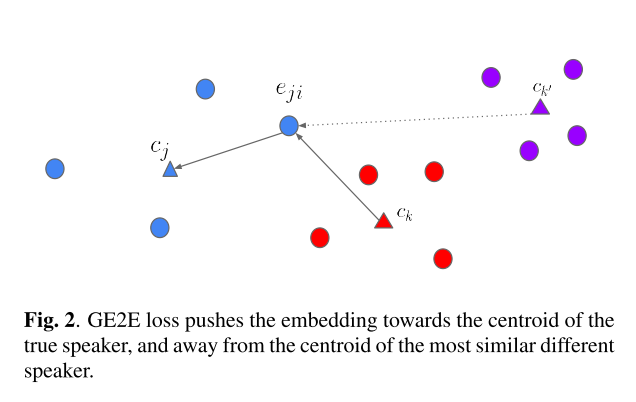 e_{ji}
c_{k'}
c_j
c_k
Fig. 2. GE2E loss pushes the embedding towards the centroid of the
true speaker, and away from the centroid of the most similar different
speaker.